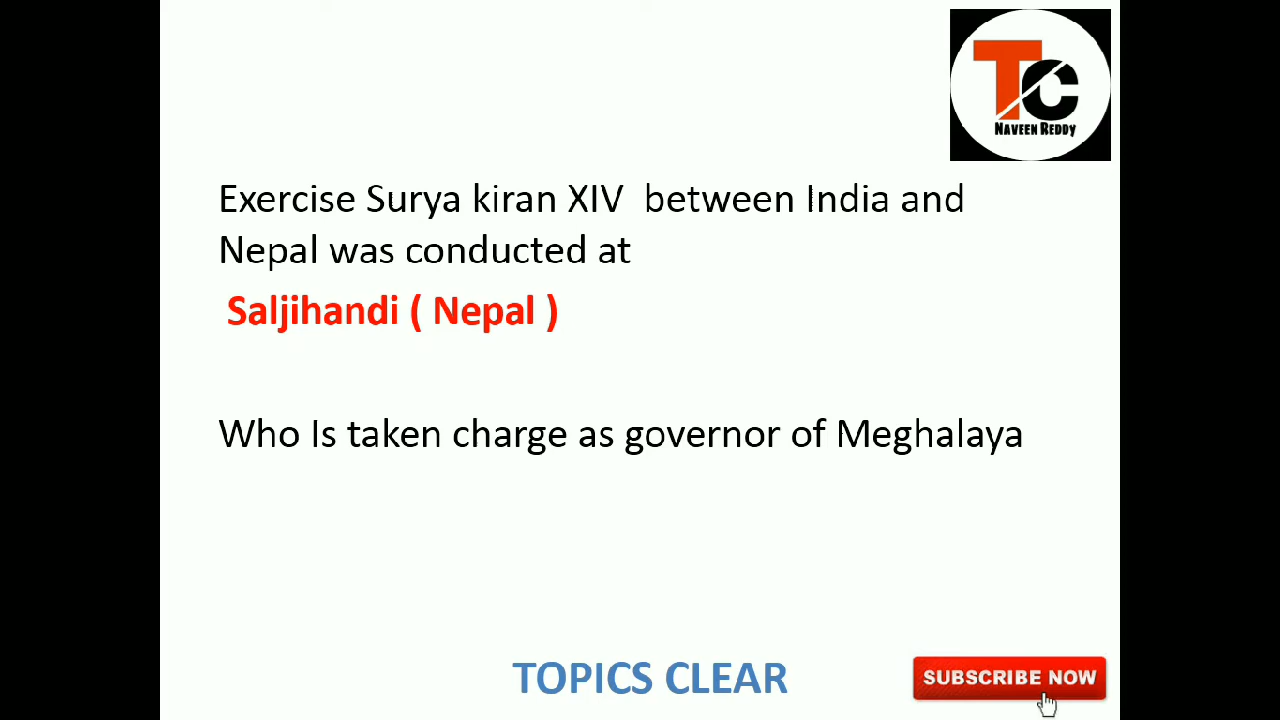 TC
NAVEEN REDDY
Exercise Surya kiran XIV between India and
Nepal was conducted at
Saljihandi ( Nepal )
Who Is taken charge as governor of Meghalaya
TOPICS CLEAR
SUBSCRIBE NOW